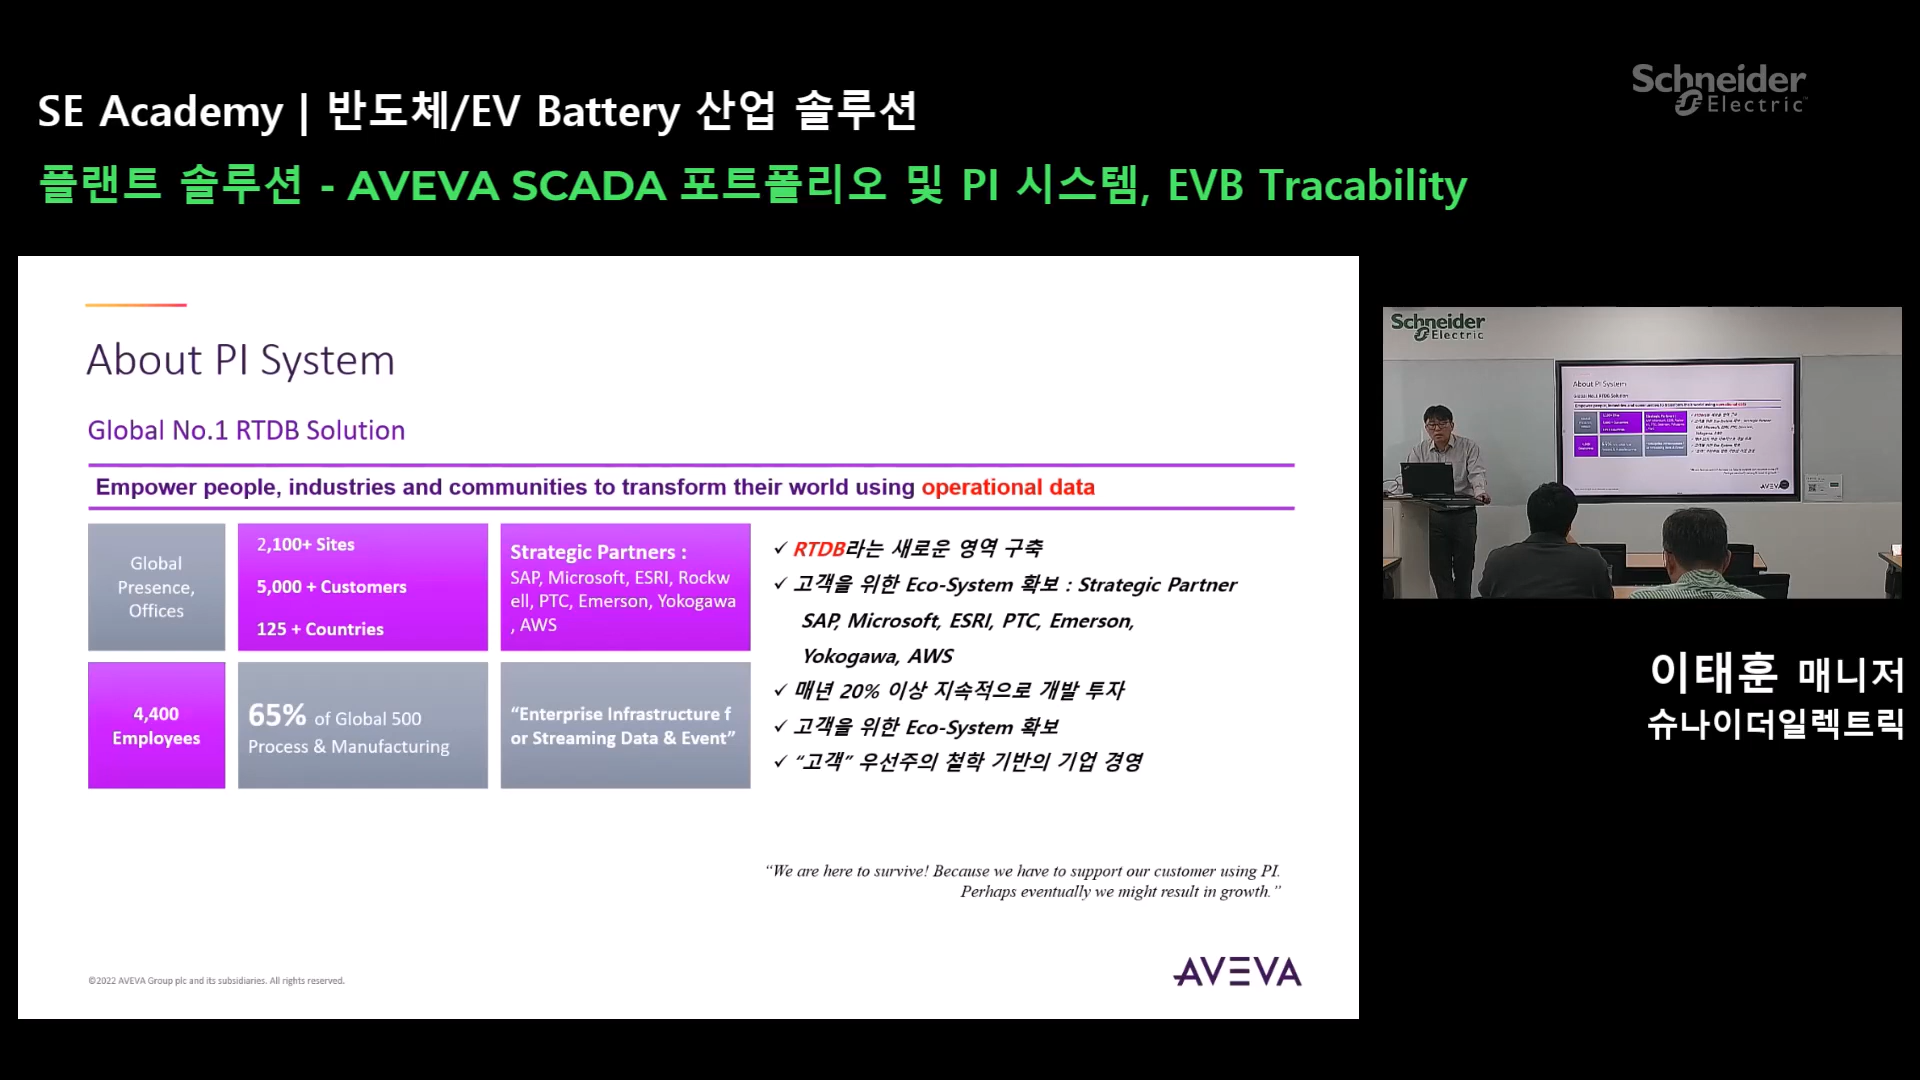 SE Academy | 반도체/EV Battery 산업 솔루션
Schneider
Electric
플랜트 솔루션 - AVEVA SCADA 포트폴리오 및 PI 시스템, EVB Tracability
About PI System
Global No.1 RTDB Solution
Empower people, industries and communities to transform their world using operational data
Global
Presence,
Offices
2,100+ Sites
5,000 + Customers
125 + Countries
Strategic Partners :
SAP, Microsoft, ESRI, Rockw
ell, PTC, Emerson, Yokogawa
, AWS
4,400
Employees
65% of Global 500
Process & Manufacturing
“Enterprise Infrastructure f
or Streaming Data & Event”
✓ RTDB라는 새로운 영역 구축
✓ 고객을 위한 Eco-System 확보 : Strategic Partner
SAP, Microsoft, ESRI, PTC, Emerson,
Yokogawa, AWS
✓ 매년 20% 이상 지속적으로 개발 투자
✓ 고객을 위한 Eco-System 확보
✓ “고객” 우선주의 철학 기반의 기업 경영
“We are here to survive! Because we have to support our customer using PI.
Perhaps eventually we might result in growth.”
©2022 AVEVA Group plc and its subsidiaries. All rights reserved.
AVEVA
Schneider
Electric
About PI System
Global No.1 RTDB Solution
AVEVA
이태훈 매니저
슈나이더일렉트릭